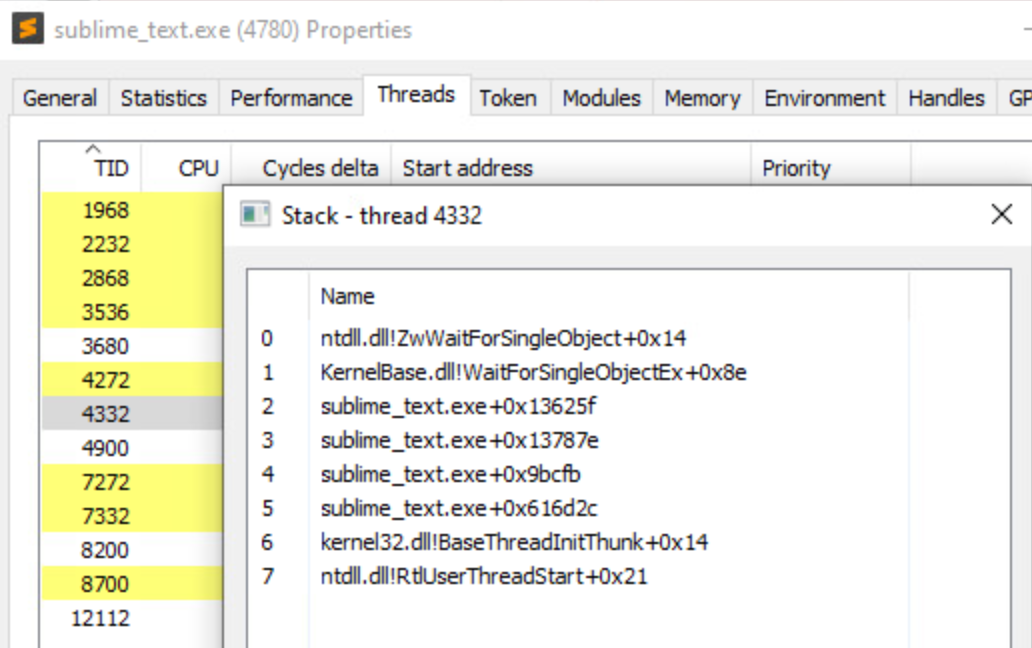 sublime_text.exe (4780) Properties
General Statistics Performance Threads Token Modules Memory Environment Handles GP
TID CPU Cycles delta Start address Priority
1968
2232
2868
3536
3680
4272
4332
4900
7272
7332
8200
8700
12112
Stack - thread 4332
Name
0 ntdll.dll!ZwWaitForSingleObject+0x14
1 KernelBase.dll!WaitForSingleObjectEx+0x8e
2 sublime_text.exe+0x13625f
3 sublime_text.exe+0x13787e
4 sublime_text.exe+0x9bcfb
5 sublime_text.exe+0x616d2c
6 kernel32.dll!BaseThreadInitThunk+0x14
7 ntdll.dll!RtlUserThreadStart+0x21